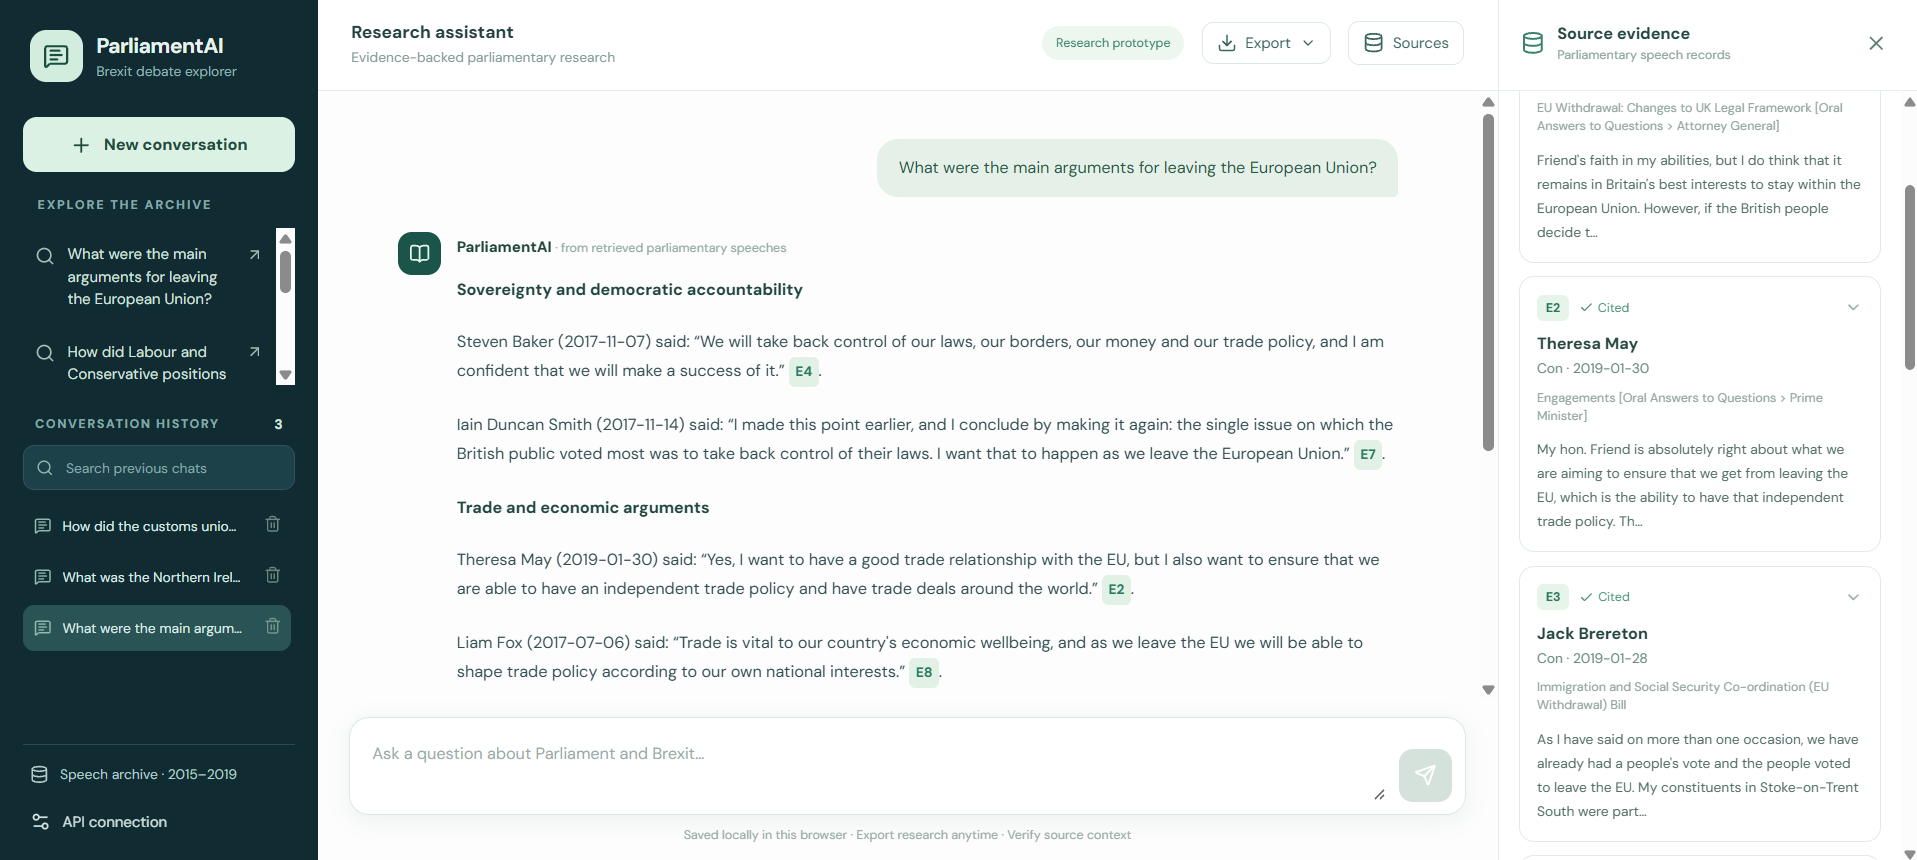 ParliamentAI
Brexit debate explorer
New conversation
EXPLORE THE ARCHIVE
What were the main
arguments for leaving
the European Union?
How did Labour and
Conservative positions
CONVERSATION HISTORY 3
Search previous chats
How did the customs unio...
What was the Northern Irel...
What were the main argum...
Speech archive · 2015–2019
API connection
Research assistant
Evidence-backed parliamentary research
Research prototype
Export
Sources
What were the main arguments for leaving the European Union?
ParliamentAI · from retrieved parliamentary speeches
Sovereignty and democratic accountability
Steven Baker (2017-11-07) said: “We will take back control of our laws, our borders, our money and our trade policy, and I am
confident that we will make a success of it.” E4.
Iain Duncan Smith (2017-11-14) said: “I made this point earlier, and I conclude by making it again: the single issue on which the
British public voted most was to take back control of their laws. I want that to happen as we leave the European Union.” E7.
Trade and economic arguments
Theresa May (2019-01-30) said: “Yes, I want to have a good trade relationship with the EU, but I also want to ensure that we
are able to have an independent trade policy and have trade deals around the world.” E2.
Liam Fox (2017-07-06) said: “Trade is vital to our country's economic wellbeing, and as we leave the EU we will be able to
shape trade policy according to our own national interests.” E8.
Ask a question about Parliament and Brexit...
Saved locally in this browser · Export research anytime · Verify source context
Source evidence
Parliamentary speech records
EU Withdrawal: Changes to UK Legal Framework [Oral
Answers to Questions > Attorney General]
Friend's faith in my abilities, but I do think that it
remains in Britain's best interests to stay within the
European Union. However, if the British people
decide t...
E2 Cited
Theresa May
Con · 2019-01-30
Engagements [Oral Answers to Questions > Prime
Minister]
My hon. Friend is absolutely right about what we
are aiming to ensure that we get from leaving the
EU, which is the ability to have that independent
trade policy. Th...
E3 Cited
Jack Brereton
Con · 2019-01-28
Immigration and Social Security Co-ordination (EU
Withdrawal) Bill
As I have said on more than one occasion, we have
already had a people's vote and the people voted
to leave the EU. My constituents in Stoke-on-Trent
South were part...